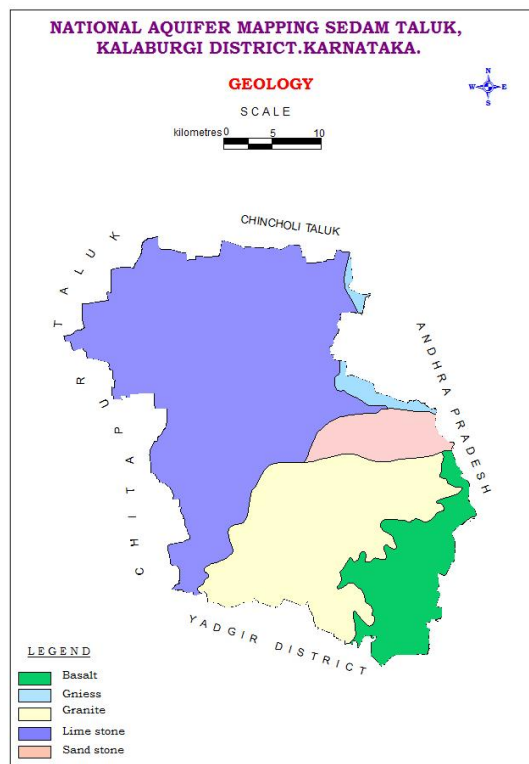 NATIONAL AQUIFER MAPPING SEDAM TALUK,
KALABURGI DISTRICT.KARNATAKA.
GEOLOGY
N
W E
S
SCALE
kilometres 0 5 10
CHINCHOLI TALUK
CHITAPUR TALUK
ANDHRA PRADESH
YADGIR DISTRICT
LEGEND
Basalt
Gniess
Granite
Lime stone
Sand stone